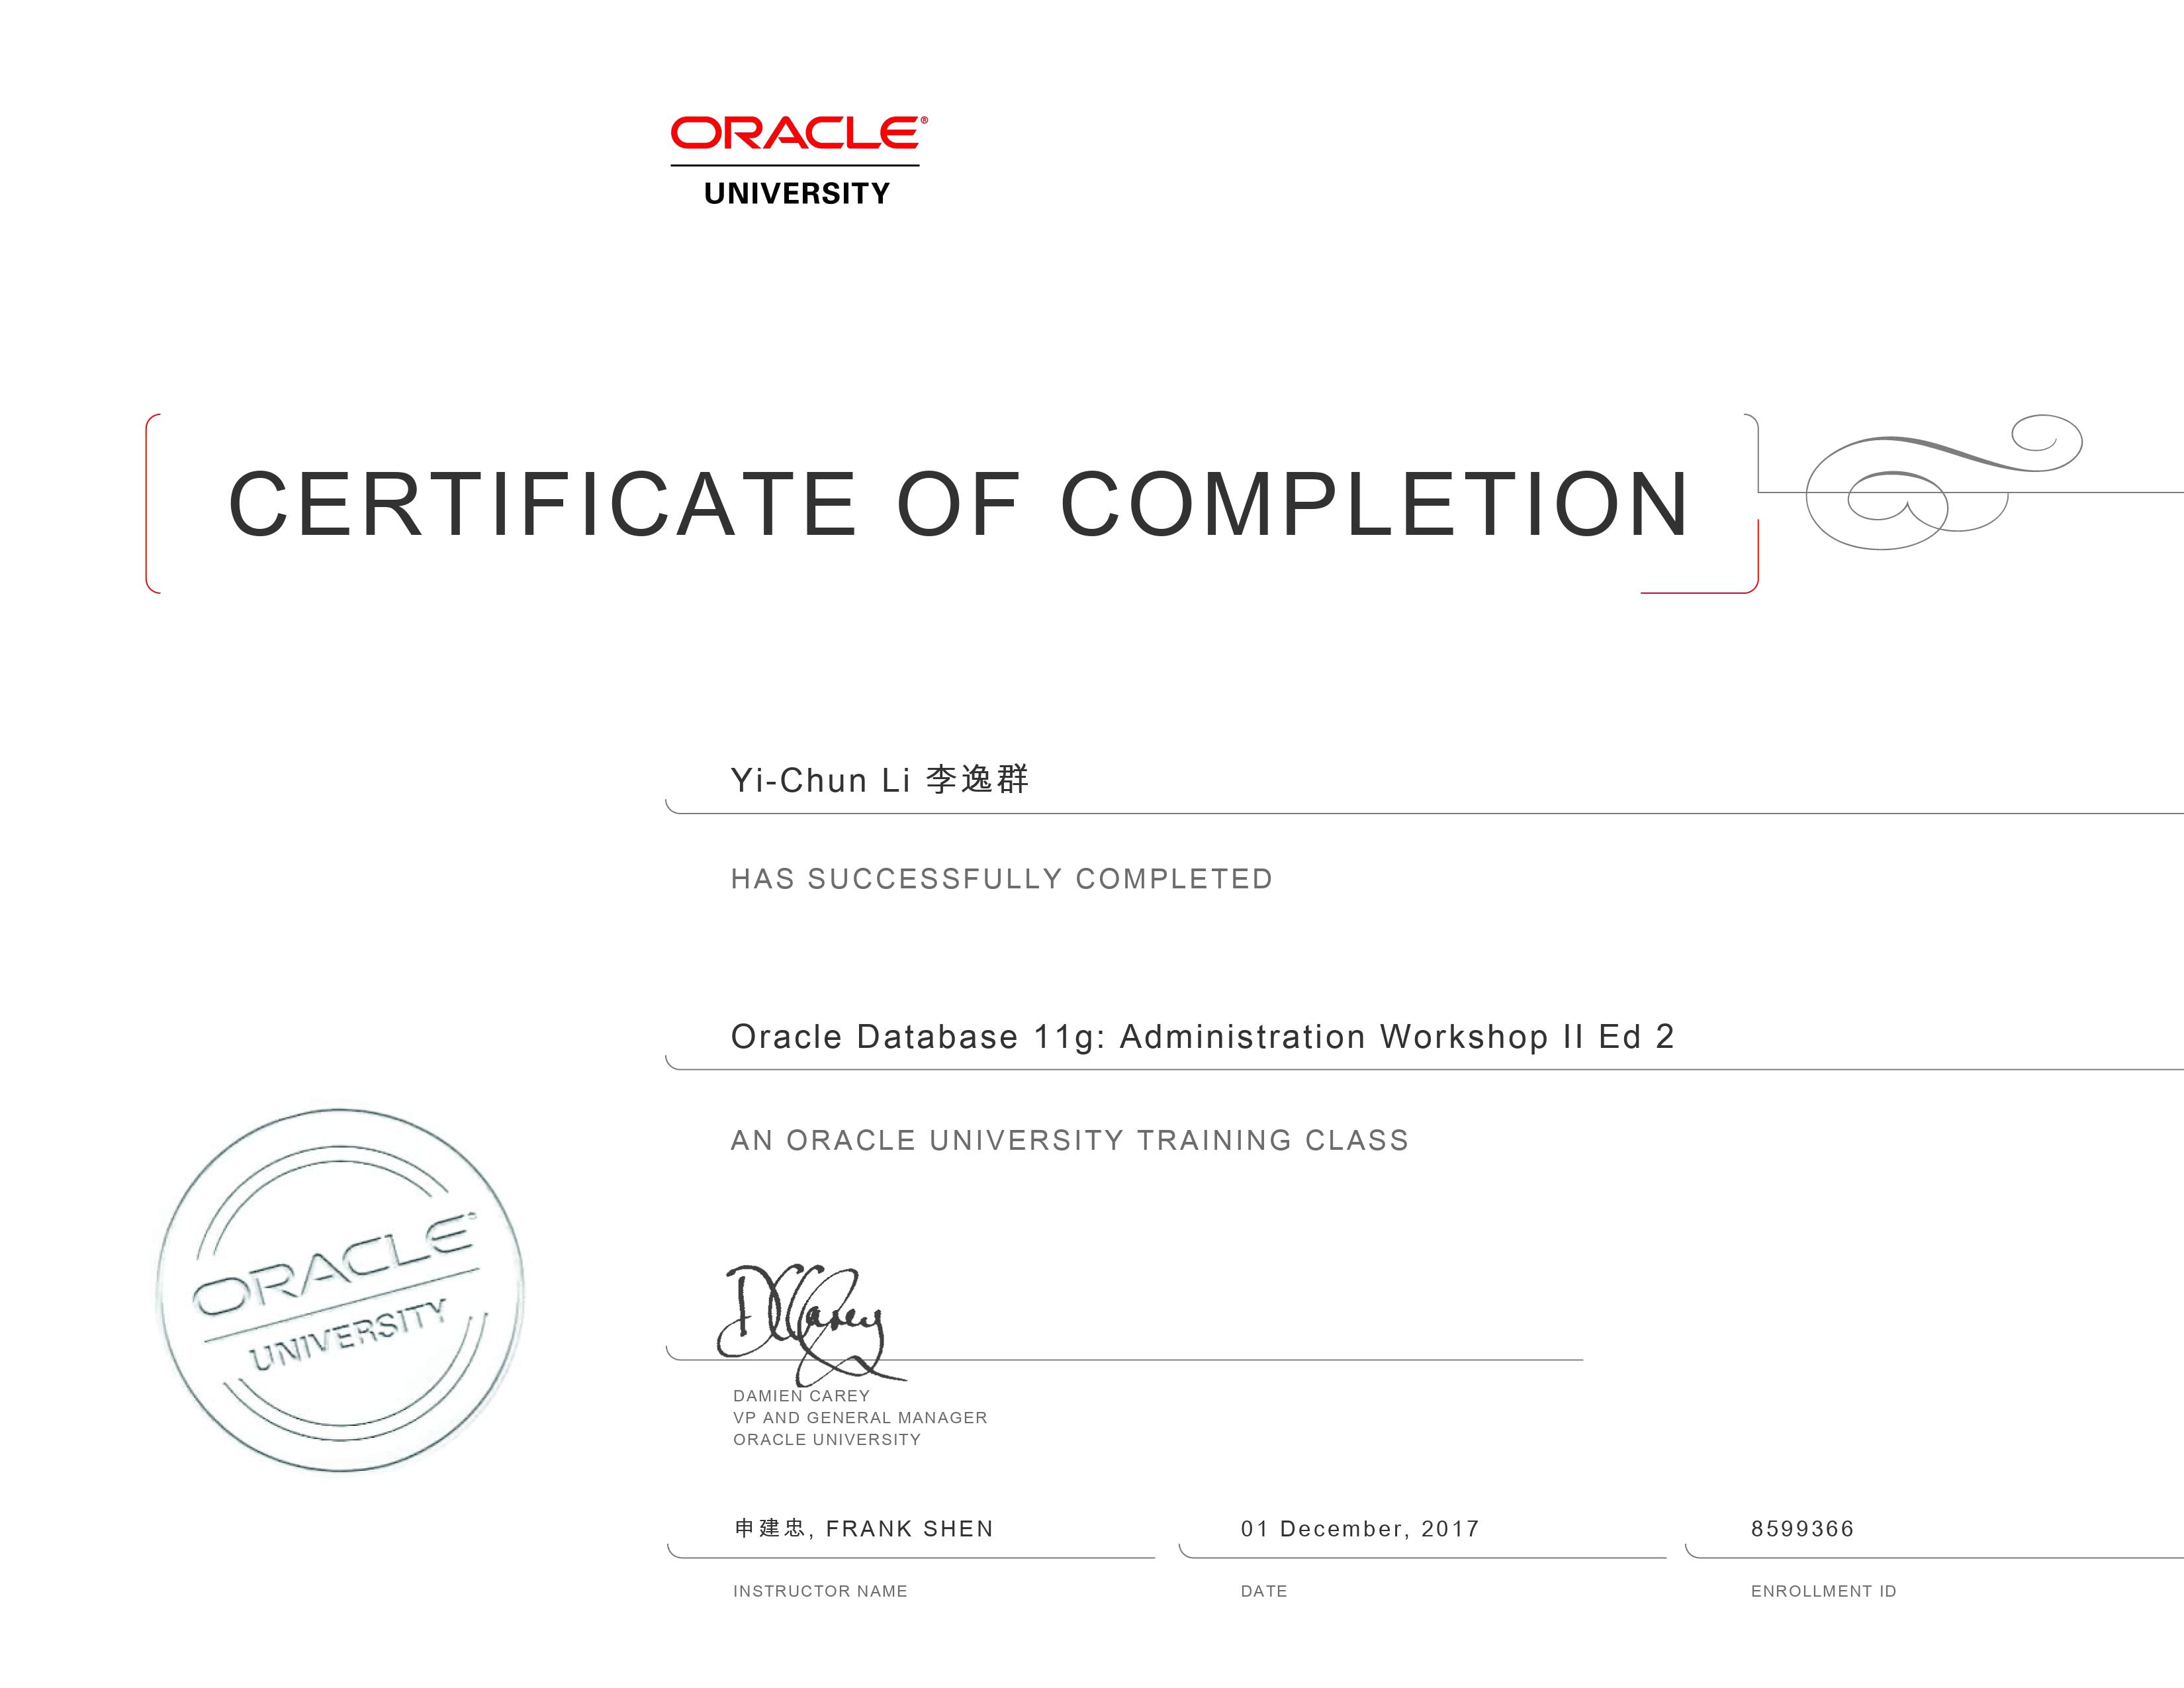 ORACLE®
UNIVERSITY
CERTIFICATE OF COMPLETION
Yi-Chun Li 李逸群
HAS SUCCESSFULLY COMPLETED
Oracle Database 11g: Administration Workshop II Ed 2
AN ORACLE UNIVERSITY TRAINING CLASS
ORACLE®
UNIVERSITY
DCarey
DAMIEN CAREY
VP AND GENERAL MANAGER
ORACLE UNIVERSITY
申建忠, FRANK SHEN
01 December, 2017
8599366
INSTRUCTOR NAME
DATE
ENROLLMENT ID